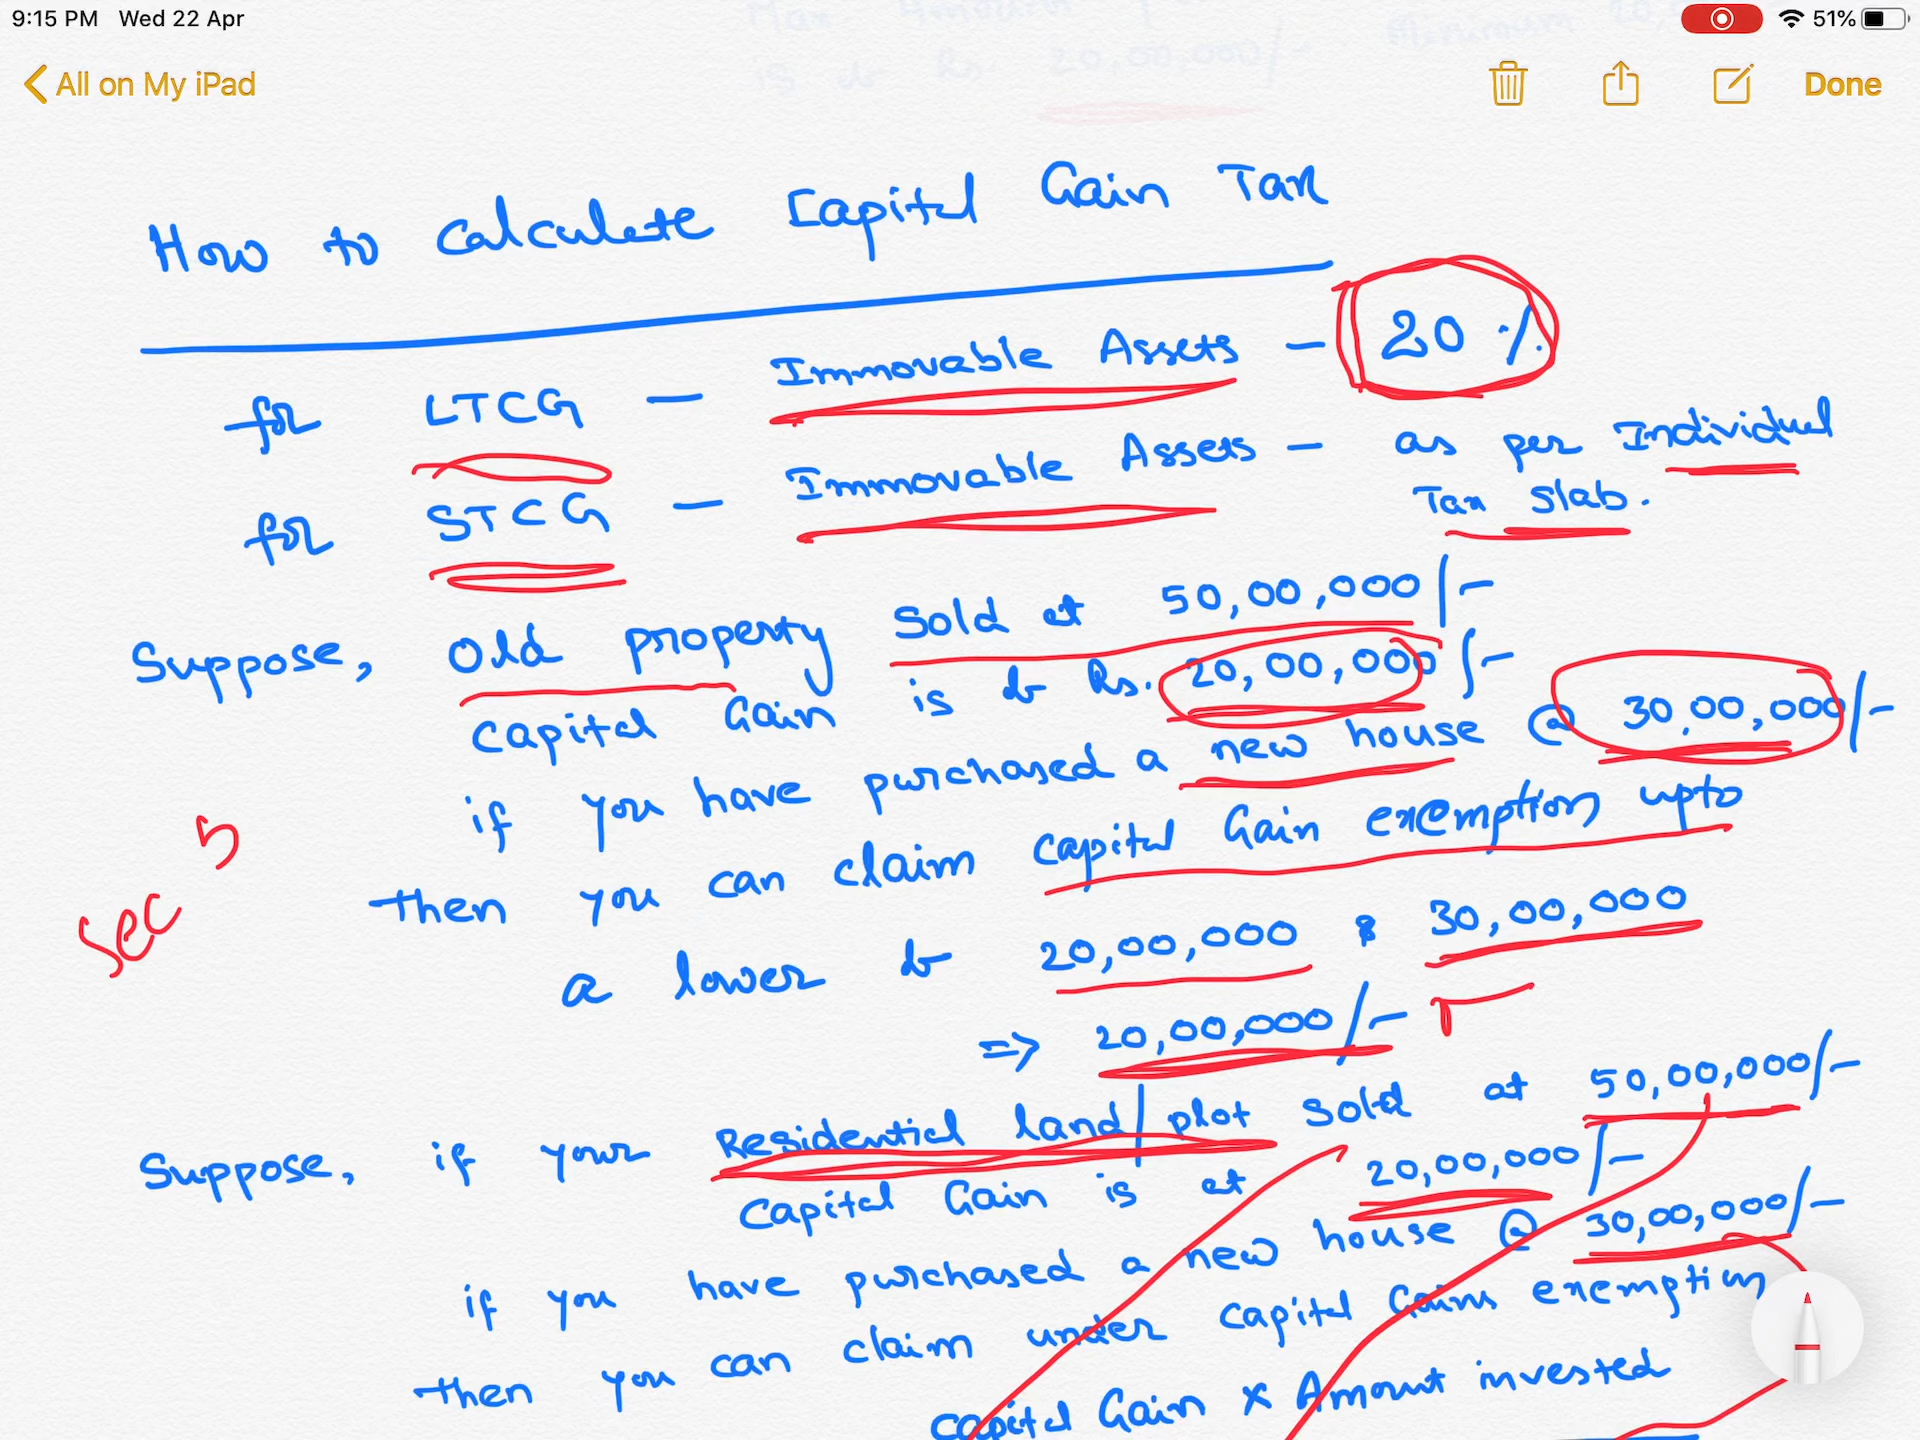 9:15 PM Wed 22 Apr 51%
All on My iPad Done
is Rs. 20,00,000/-
How to calculate Capital Gain Tax
for LTCG — Immovable Assets — 20 %
for STCG — Immovable Assets — as per Individual
Tax Slab.
Suppose, Old property Sold at 50,00,000/-
Capital Gain is Rs. 20,00,000/-
if you have purchased a new house @ 30,00,000/-
then you can claim capital Gain exemption upto
a lower 20,00,000 & 30,00,000
=> 20,00,000/-
Sec 5
Suppose, if your Residential land/plot Sold at 50,00,000/-
Capital Gain is at 20,00,000/-
if you have purchased a new house @ 30,00,000/-
then you can claim under capital Gains exemption
Capital Gain x Amount invested